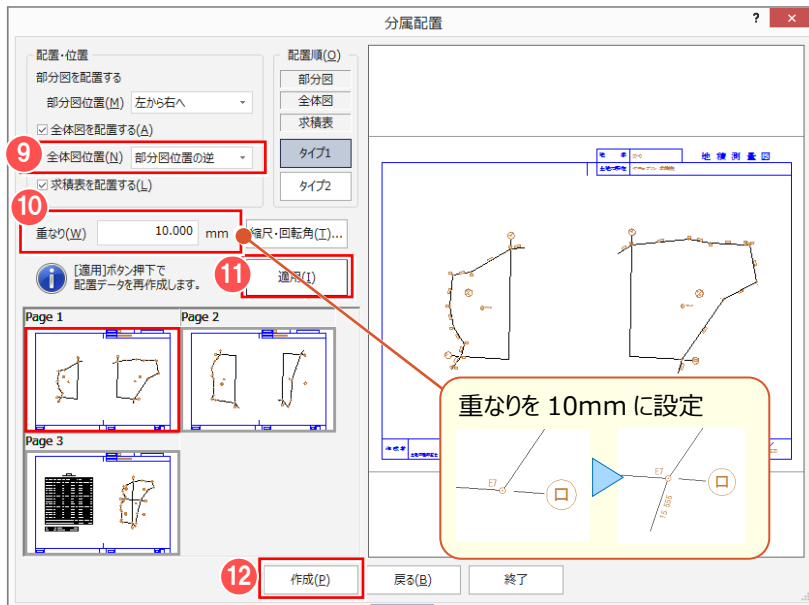 分属配置
?
×
配置・位置
部分図を配置する
部分図位置(M) 左から右へ
全体図を配置する(A)
9
全体図位置(N) 部分図位置の逆
求積表を配置する(L)
配置順(O)
部分図
全体図
求積表
タイプ1
タイプ2
10
重なり(W) 10.000 mm
縮尺・回転角(T)...
[適用]ボタン押下で
配置データを再作成します。
11
適用(I)
Page 1
Page 2
Page 3
地積測量図
重なりを 10mm に設定
E7
ロ
E7
ロ
15.555
12
作成(P)
戻る(B)
終了